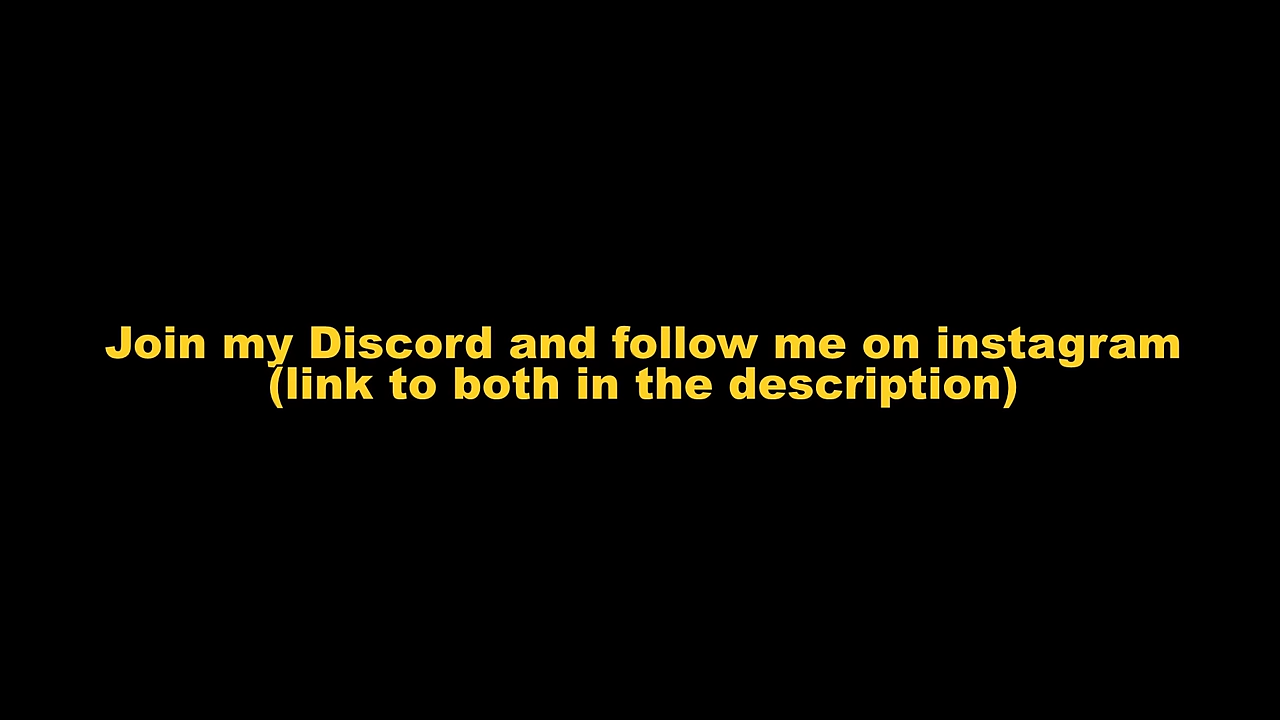 Join my Discord and follow me on instagram
(link to both in the description)